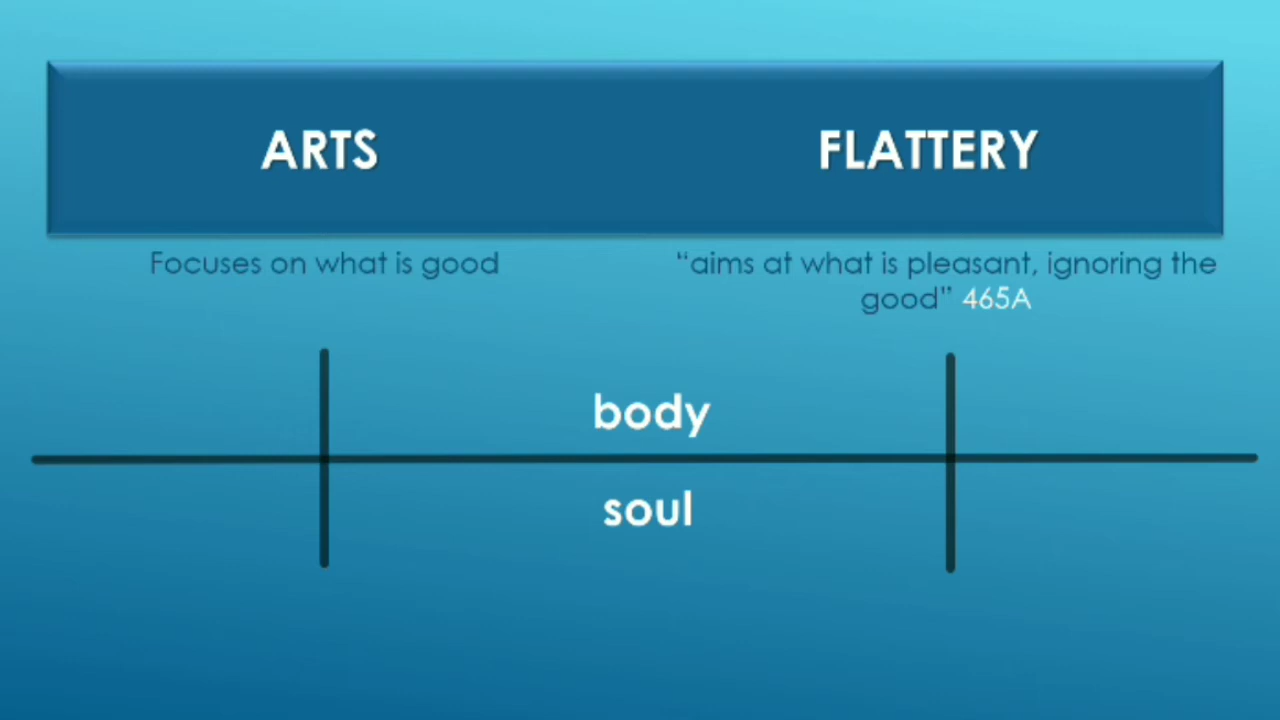 ARTS
FLATTERY
Focuses on what is good
“aims at what is pleasant, ignoring the
good” 465A
body
soul